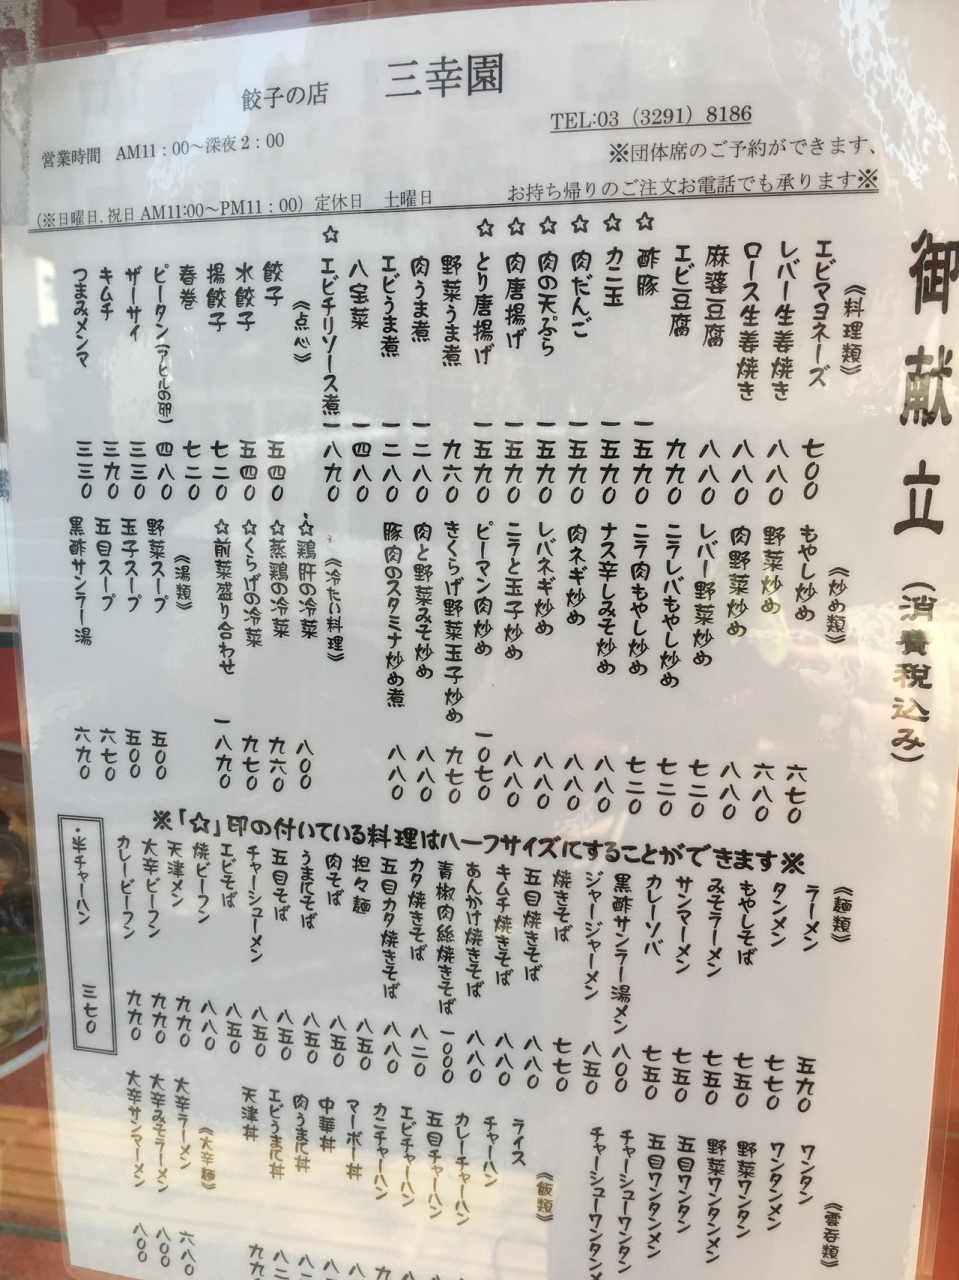 餃子の店 三幸園
TEL:03（3291）8186
営業時間 AM11：00〜深夜2：00
※団体席のご予約ができます、
(※日曜日,祝日AM11:00〜PM11：00) 定休日 土曜日
お持ち帰りのご注文お電話でも承ります※
御献立(消費税込み)
《料理類》
エビマヨネーズ 七〇〇
レバー生姜焼き 八八〇
ロース生姜焼き 八八〇
麻婆豆腐 八八〇
エビ豆腐 九九〇
☆酢豚 一五九〇
☆カニ玉 一五九〇
☆肉だんご 一五九〇
☆肉の天ぷら 一五九〇
☆肉唐揚げ 一五九〇
☆とり唐揚げ 一五九〇
野菜うま煮 九六〇
肉うま煮 一二八〇
エビうま煮 一二八〇
八宝菜 一四八〇
☆エビチリソース煮 一八九〇
《点心》
餃子 五四〇
水餃子 五四〇
揚餃子 七二〇
春巻 七二〇
ピータン(アヒルの卵) 四八〇
ザーサイ 三三〇
キムチ 三九〇
つまみメンマ 三三〇
《炒め類》
もやし炒め 六七〇
野菜炒め 六八〇
肉野菜炒め 八八〇
レバー野菜炒め 七二〇
ニラレバもやし炒め 七二〇
ニラ肉もやし炒め 七二〇
ナス辛しみそ炒め 八八〇
肉ネギ炒め 八八〇
レバネギ炒め 八八〇
ニラと玉子炒め 八八〇
ピーマン肉炒め 一〇七〇
きくらげ野菜玉子炒め 九七〇
肉と野菜みそ炒め 八八〇
豚肉のスタミナ炒め煮 八八〇
《冷たい料理》
☆鶏肝の冷菜 八〇〇
☆蒸鶏の冷菜 九六〇
☆くらげの冷菜 九七〇
☆前菜盛り合わせ 一八九〇
《湯類》
野菜スープ 五〇〇
玉子スープ 五〇〇
五目スープ 六七〇
黒酢サンラー湯 六九〇
※「☆」印の付いている料理はハーフサイズにすることができます※
《麺類》
ラーメン 五九〇
タンメン 七七〇
もやしそば 七五〇
みそラーメン 七五〇
サンマーメン 七五〇
カレーソバ 七五〇
黒酢サンラー湯メン 八〇〇
ジャージャーメン 八五〇
焼きそば 七七〇
五目焼きそば 八八〇
キムチ焼きそば 八八〇
あんかけ焼きそば 八八〇
青椒肉絲焼きそば 一〇〇〇
カタ焼きそば 八二〇
五目カタ焼きそば 八八〇
担々麺 八五〇
肉そば 八五〇
うまにそば 八五〇
五目そば 八五〇
チャーシューメン 八五〇
エビそば 八五〇
焼ビーフン 八八〇
天津メン 九九〇
大辛ビーフン 九九〇
カレービーフン 九九〇
・半チャーハン 三七〇
《雲呑類》
ワンタン
ワンタンメン
野菜ワンタン
野菜ワンタンメン
五目ワンタン
五目ワンタンメン
チャーシューワンタン
チャーシューワンタンメ
《飯類》
ライス
チャーハン
カレーチャーハン
五目チャーハン
エビチャーハン
カニチャーハン
マーボー丼
中華丼
肉うまに丼
エビうまに丼
天津丼
《大辛麺》
大辛ラーメン 六八〇
大辛みそラーメン 八〇〇
大辛サンマーメン 八〇〇